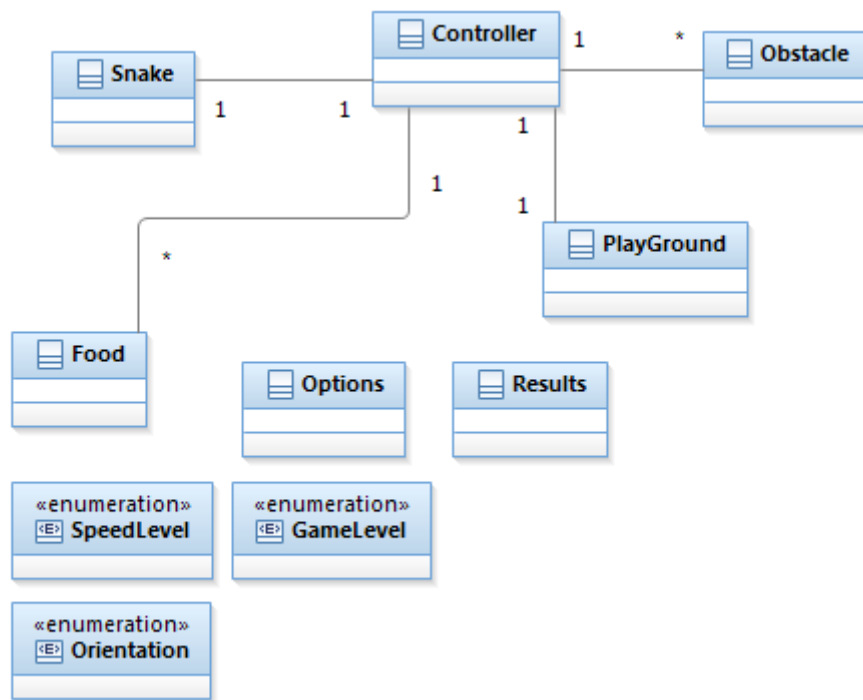 Controller
1
*
Obstacle
Snake
1
1
1
1
1
PlayGround
*
Food
Options
Results
«enumeration»
SpeedLevel
«enumeration»
GameLevel
«enumeration»
Orientation